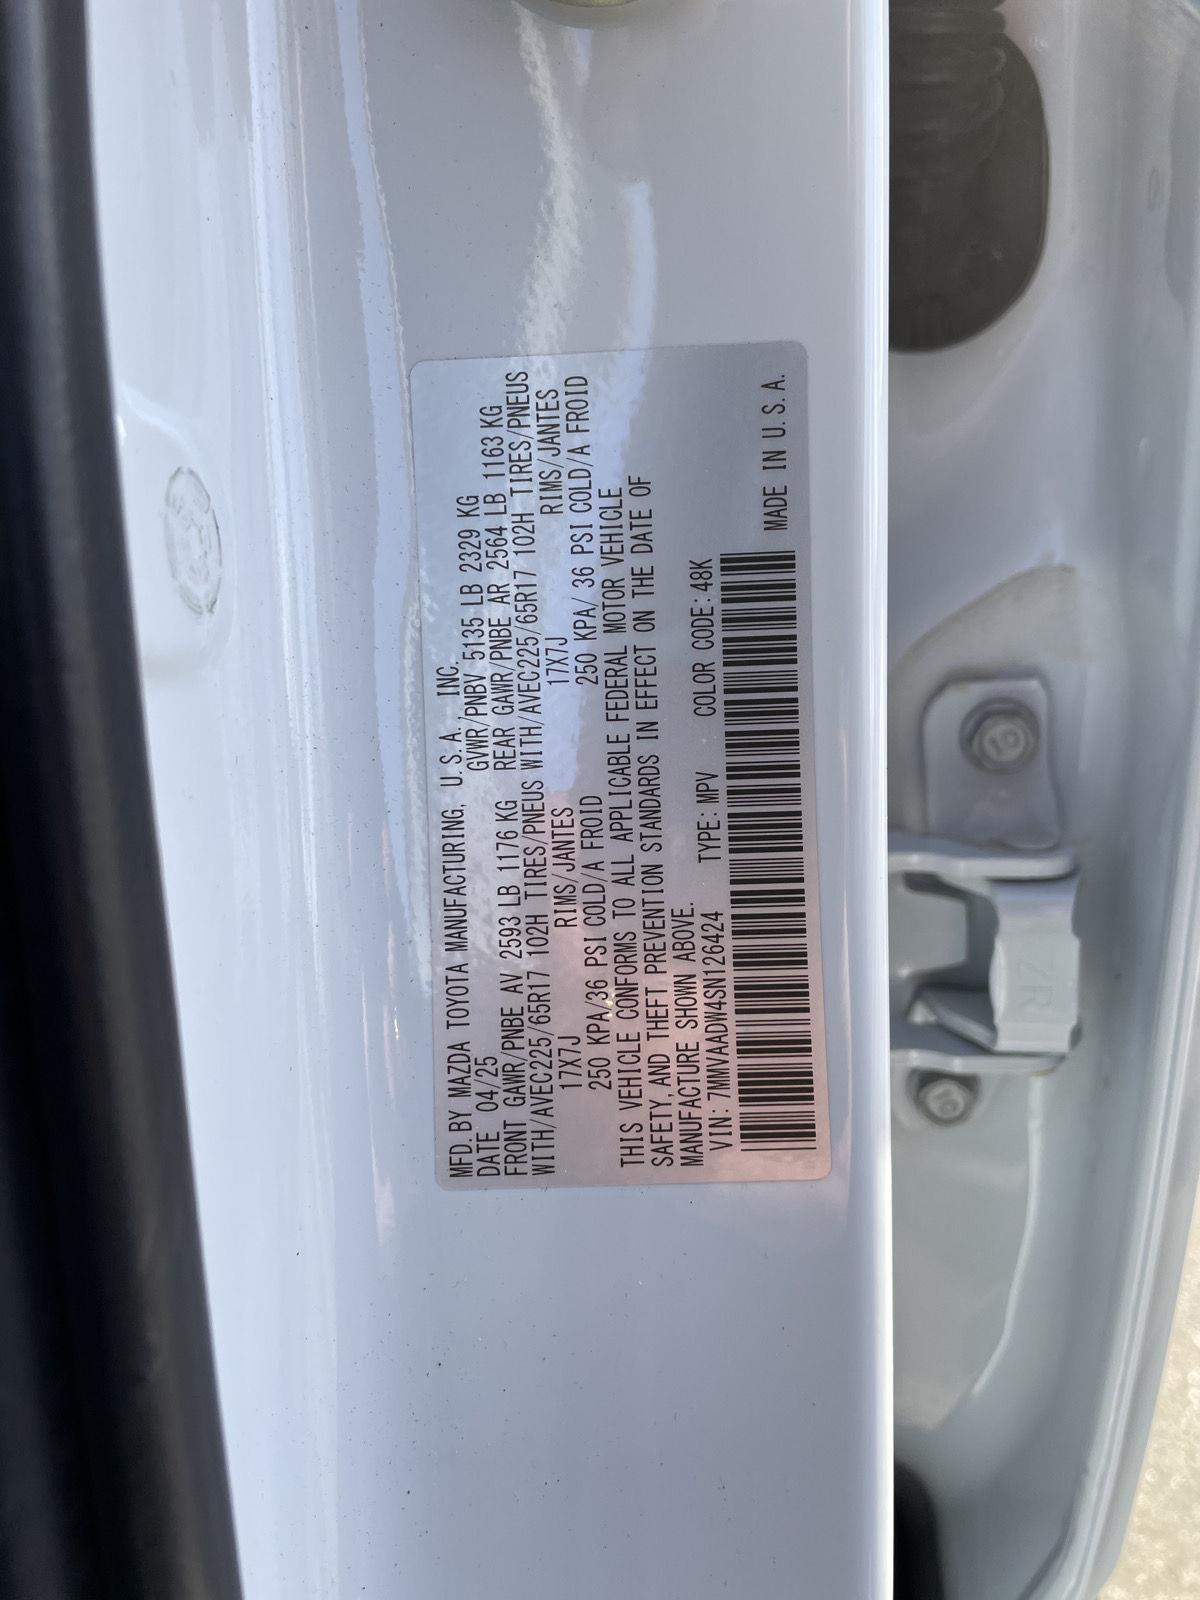 MFD. BY MAZDA TOYOTA MANUFACTURING, U.S.A., INC.
DATE 04/25 GVWR/PNBV 5135 LB 2329 KG
FRONT GAWR/PNBE AV 2593 LB 1176 KG REAR GAWR/PNBE AR 2564 LB 1163 KG
WITH/AVEC225/65R17 102H TIRES/PNEUS WITH/AVEC225/65R17 102H TIRES/PNEUS
17X7J RIMS/JANTES 17X7J RIMS/JANTES
250 KPA/36 PSI COLD/A FROID 250 KPA/ 36 PSI COLD/A FROID
THIS VEHICLE CONFORMS TO ALL APPLICABLE FEDERAL MOTOR VEHICLE
SAFETY, AND THEFT PREVENTION STANDARDS IN EFFECT ON THE DATE OF
MANUFACTURE SHOWN ABOVE.
VIN: 7MMVAADW4SN126424 TYPE: MPV COLOR CODE: 48K
MADE IN U.S.A.
10
ZR
10